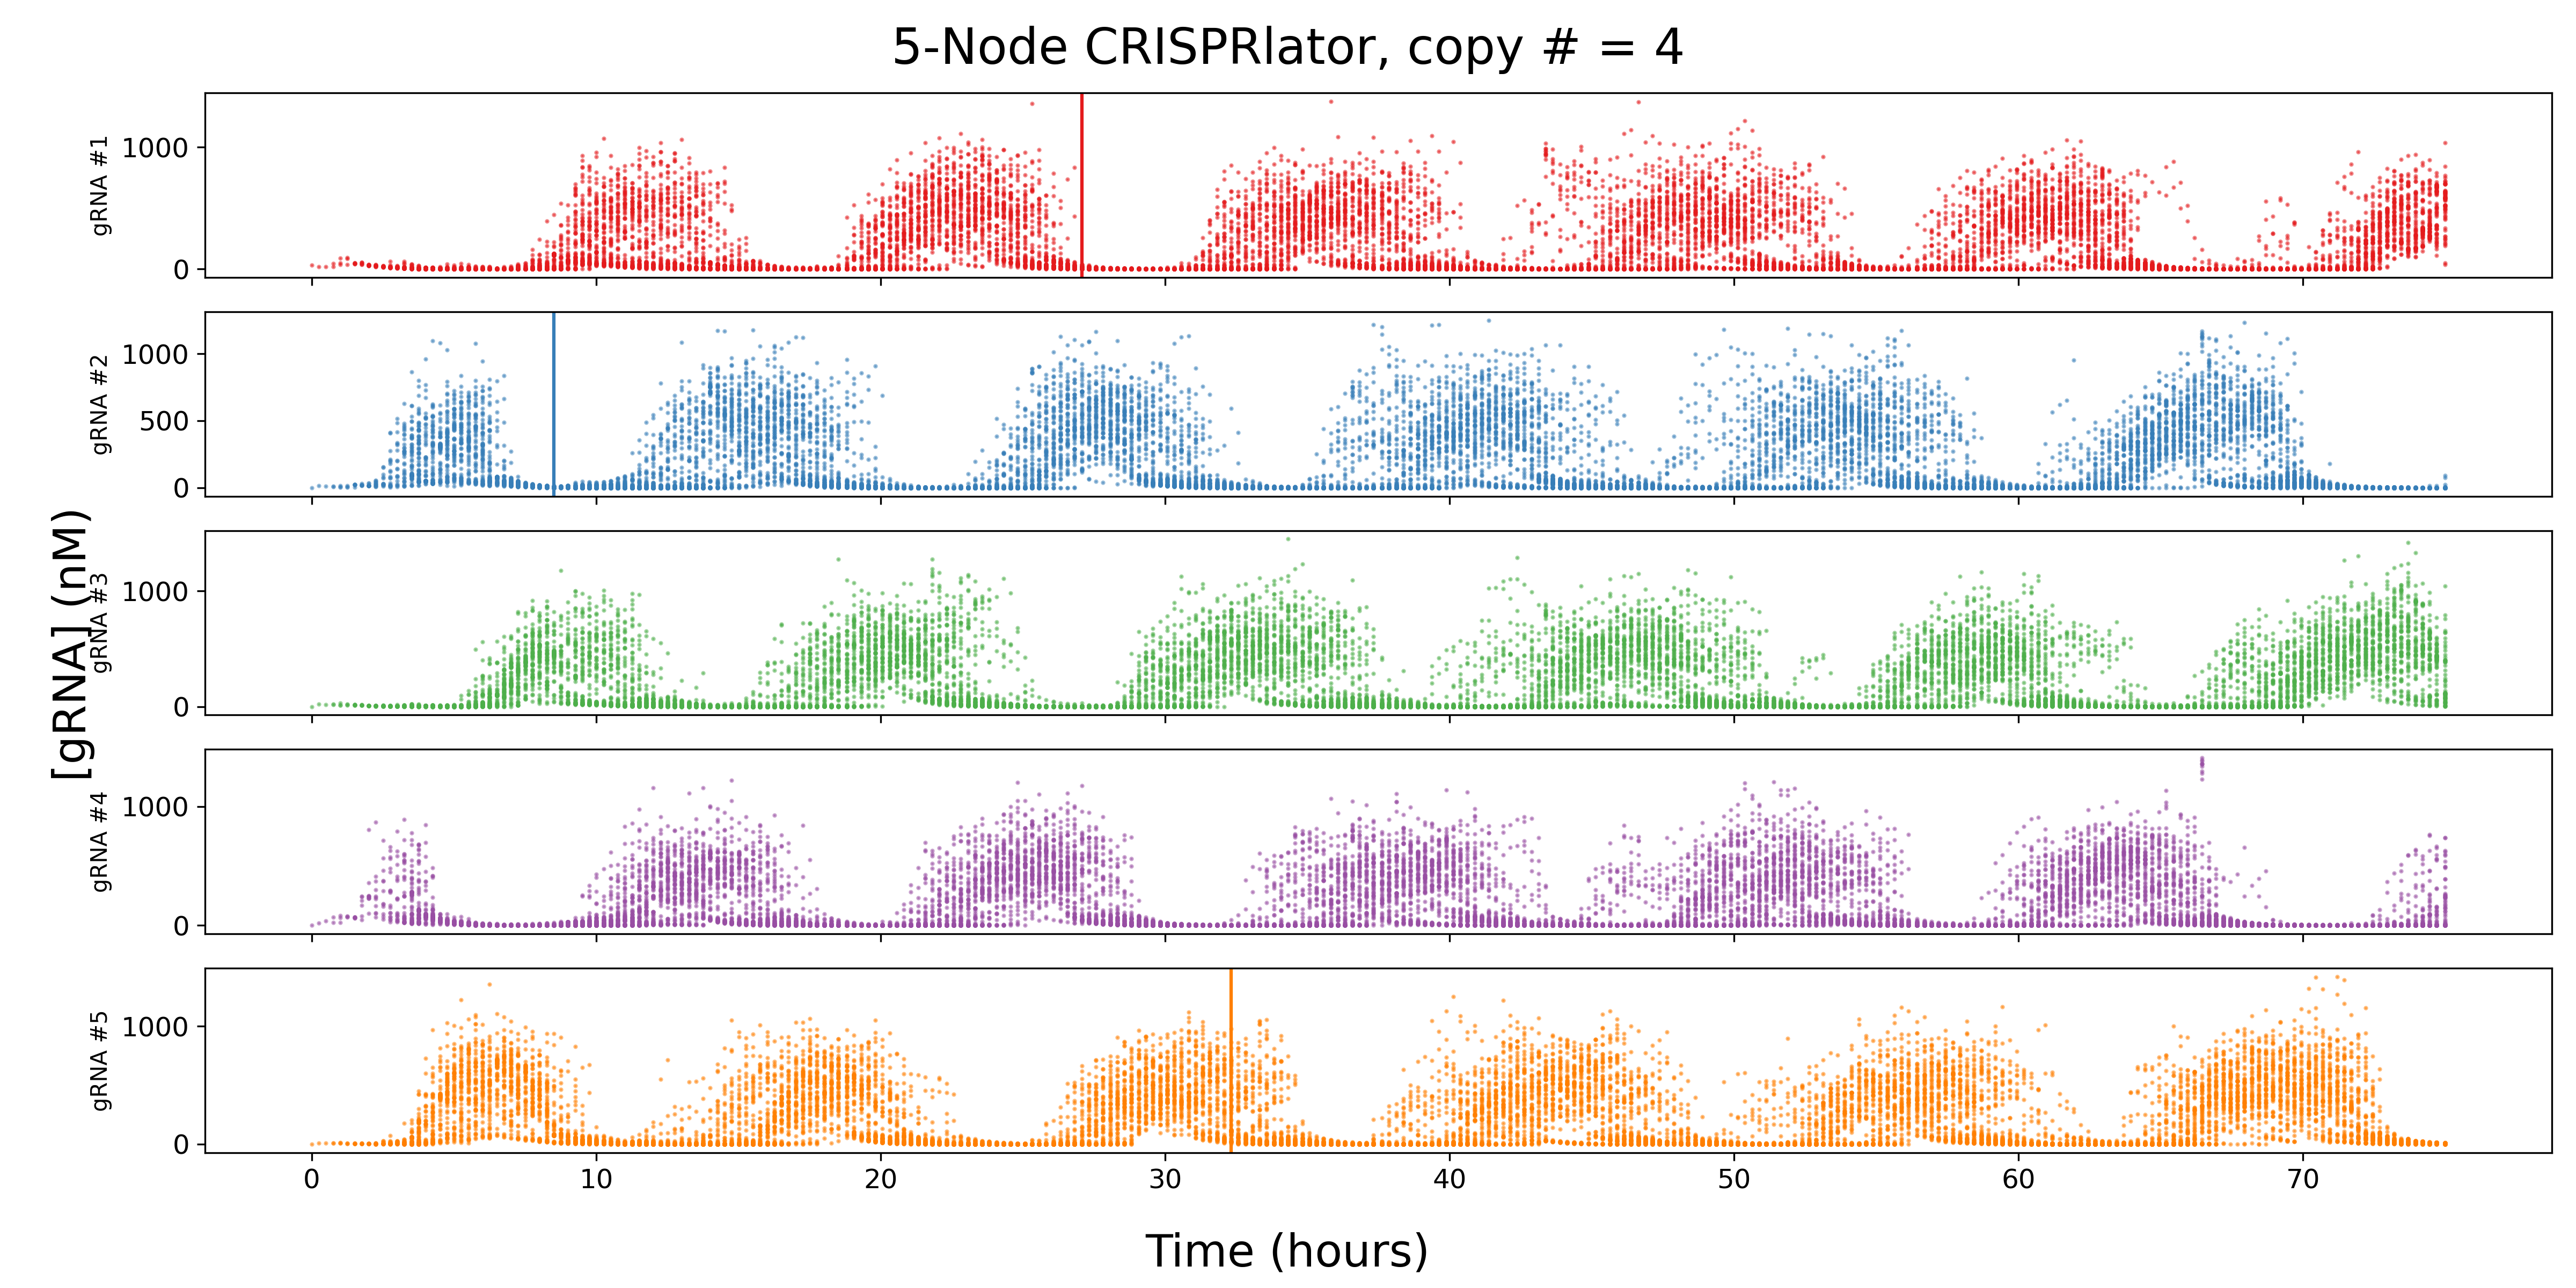 5-Node CRISPRlator, copy # = 4
[gRNA] (nM)
gRNA #1
1000
0
gRNA #2
1000
500
0
gRNA #3
1000
0
gRNA #4
1000
0
gRNA #5
1000
0
0 10 20 30 40 50 60 70
Time (hours)